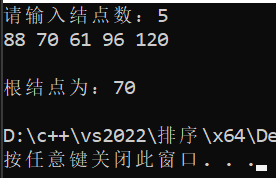 请输入结点数：5
88 70 61 96 120
根结点为：70
D:\c++\vs2022\排序\x64\De
按任意键关闭此窗口. . .